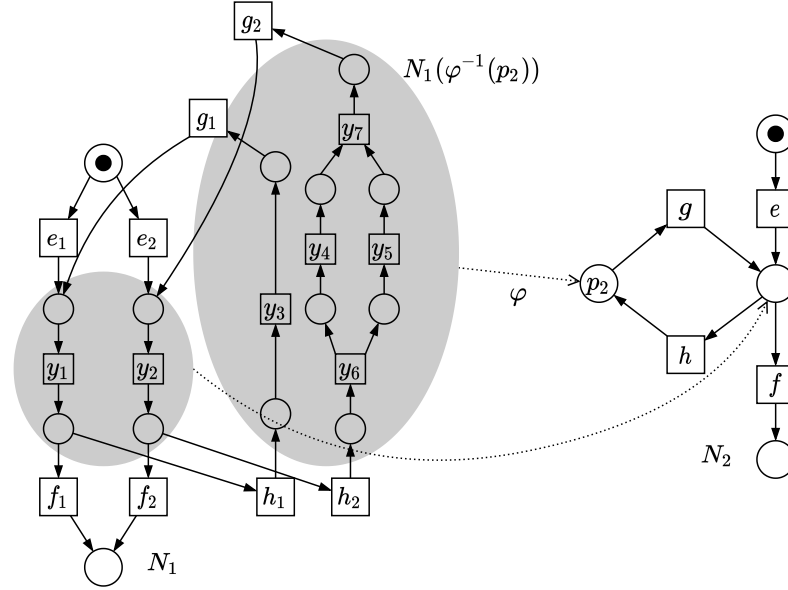 g₂
N₁(φ⁻¹(p₂))
g₁
y₇
e₁
e₂
y₄
y₅
g
e
p₂
φ
y₃
h
y₁
y₂
y₆
f
N₂
f₁
f₂
h₁
h₂
N₁